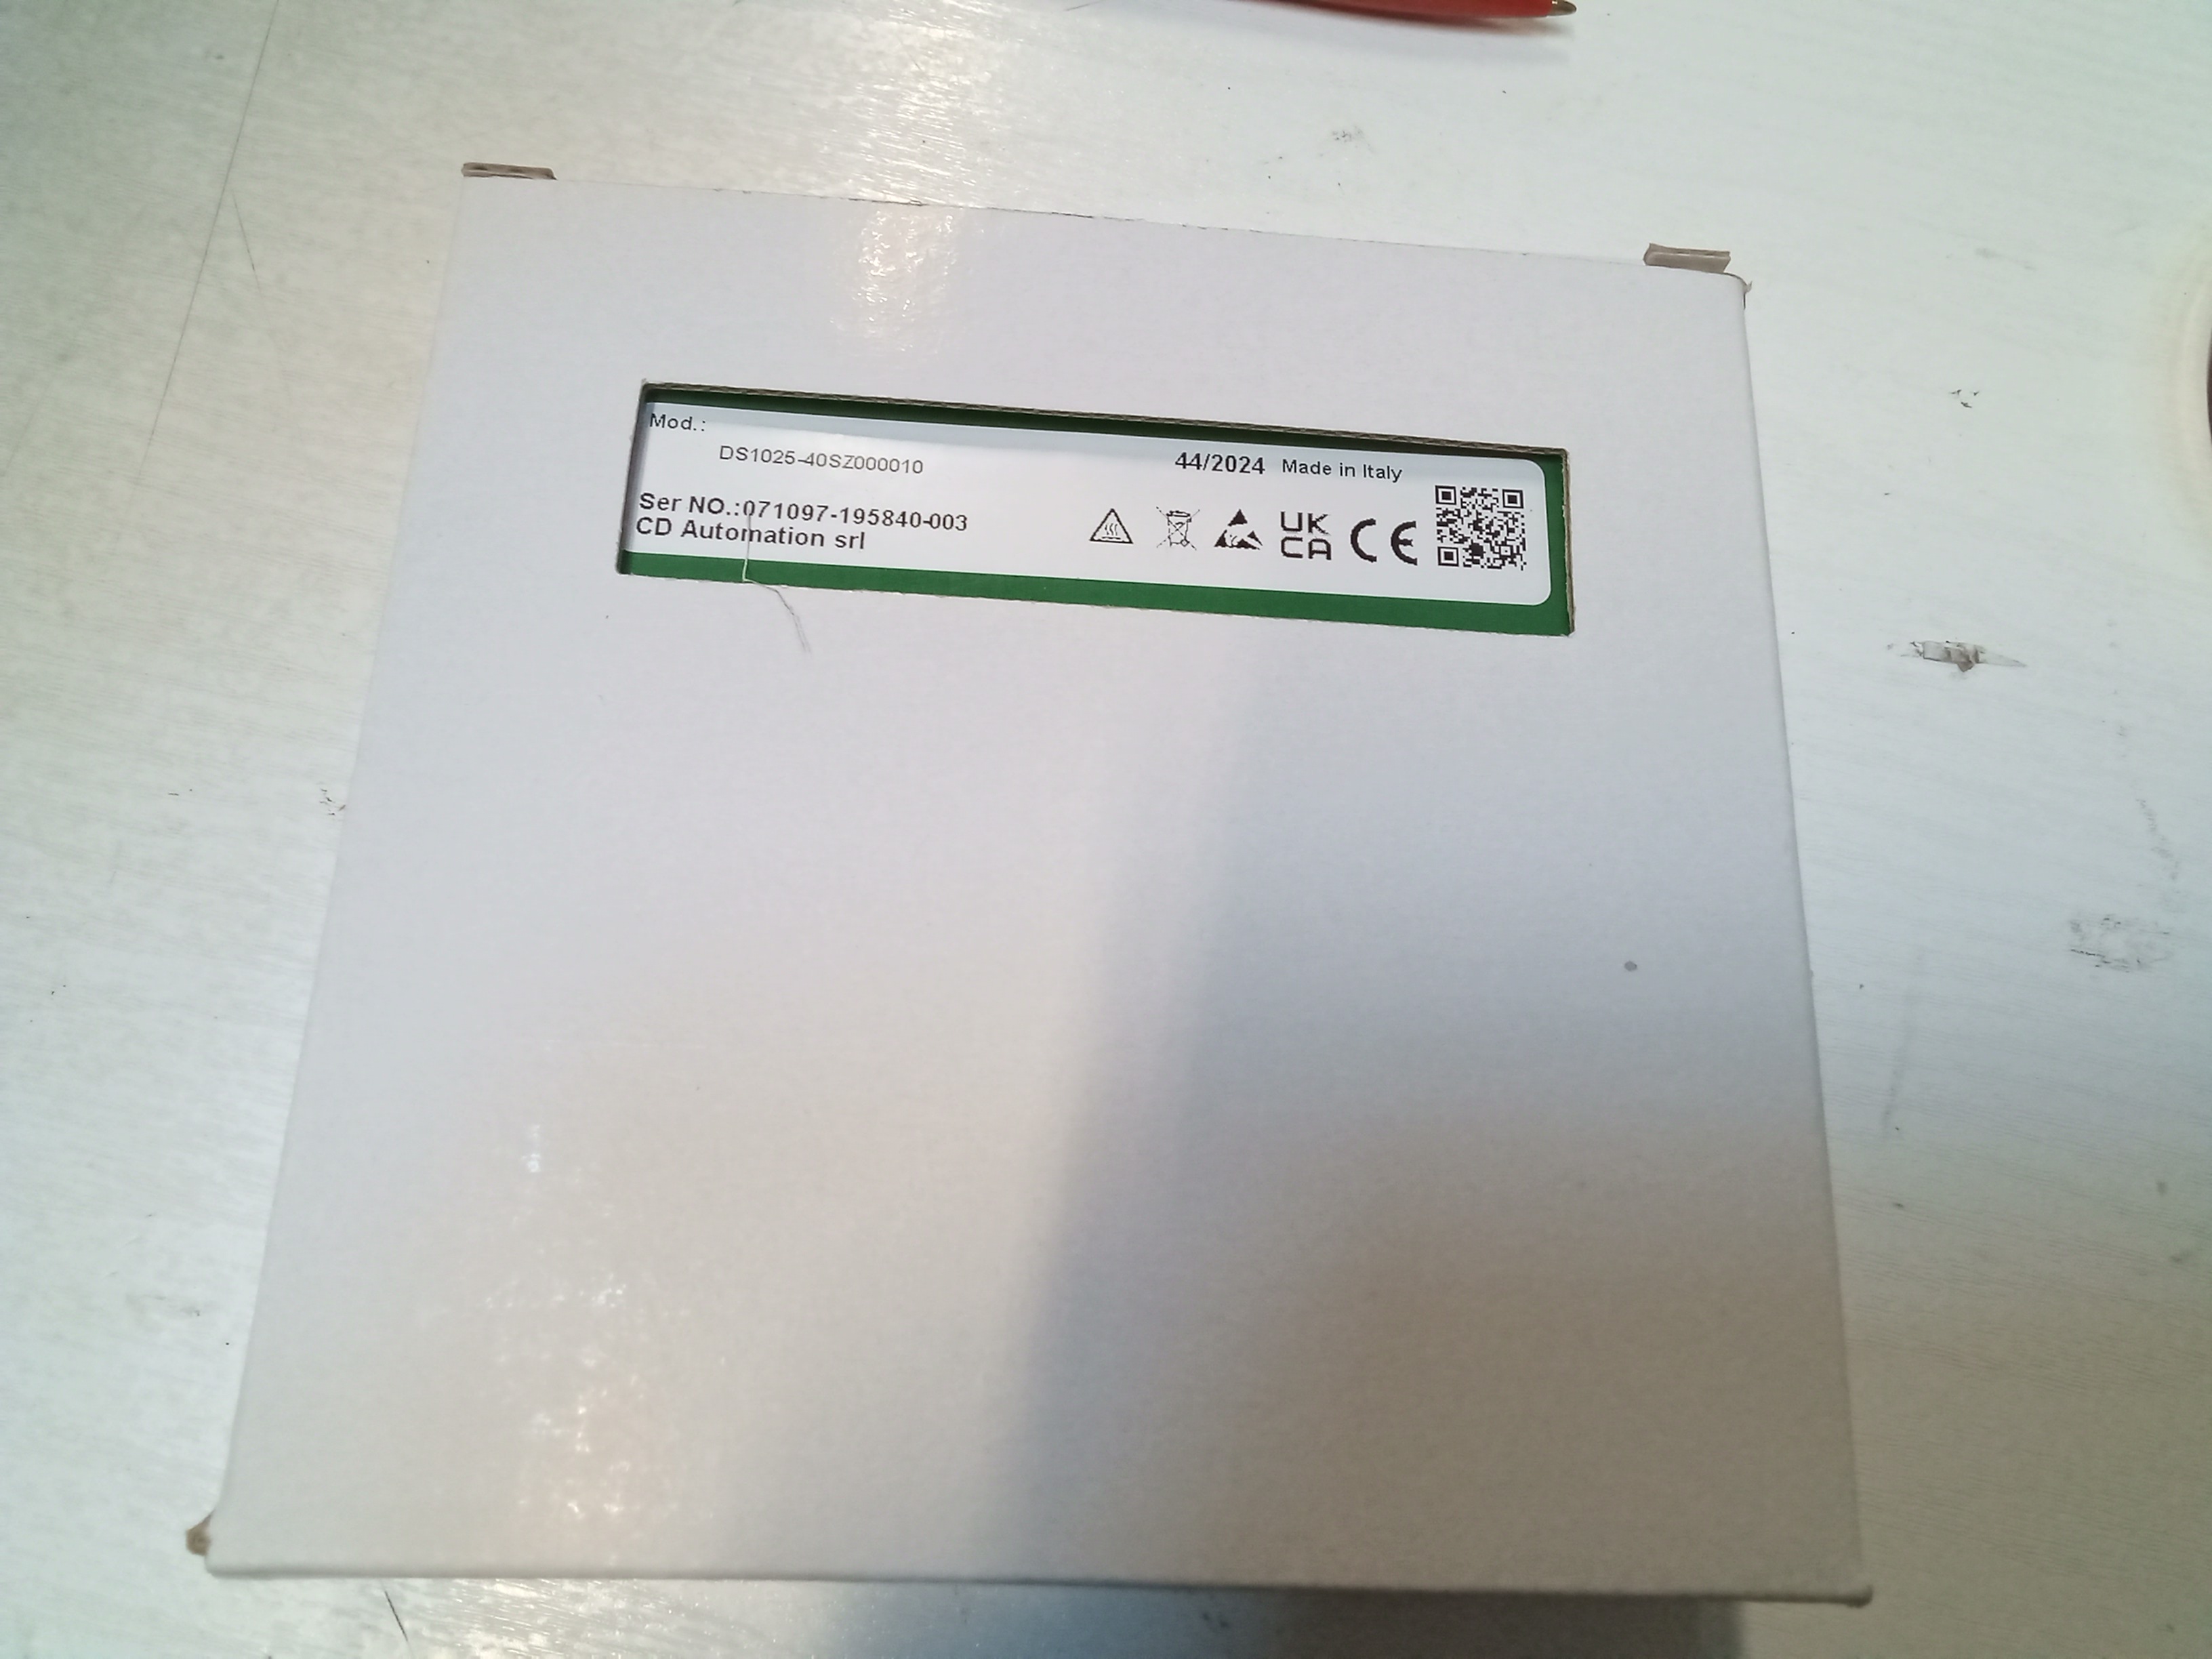 Mod.:
DS1025-40SZ000010
44/2024 Made in Italy
Ser NO.:071097-195840-003
CD Automation srl
UK
CA
CE